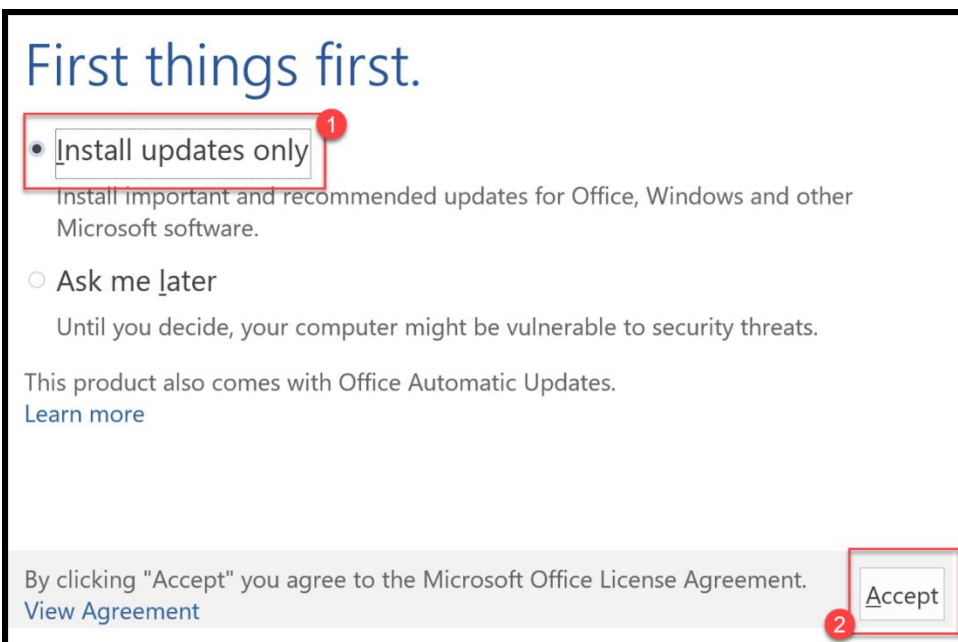 First things first.
1
Install updates only
Install important and recommended updates for Office, Windows and other
Microsoft software.
Ask me later
Until you decide, your computer might be vulnerable to security threats.
This product also comes with Office Automatic Updates.
Learn more
By clicking "Accept" you agree to the Microsoft Office License Agreement.
View Agreement
Accept
2